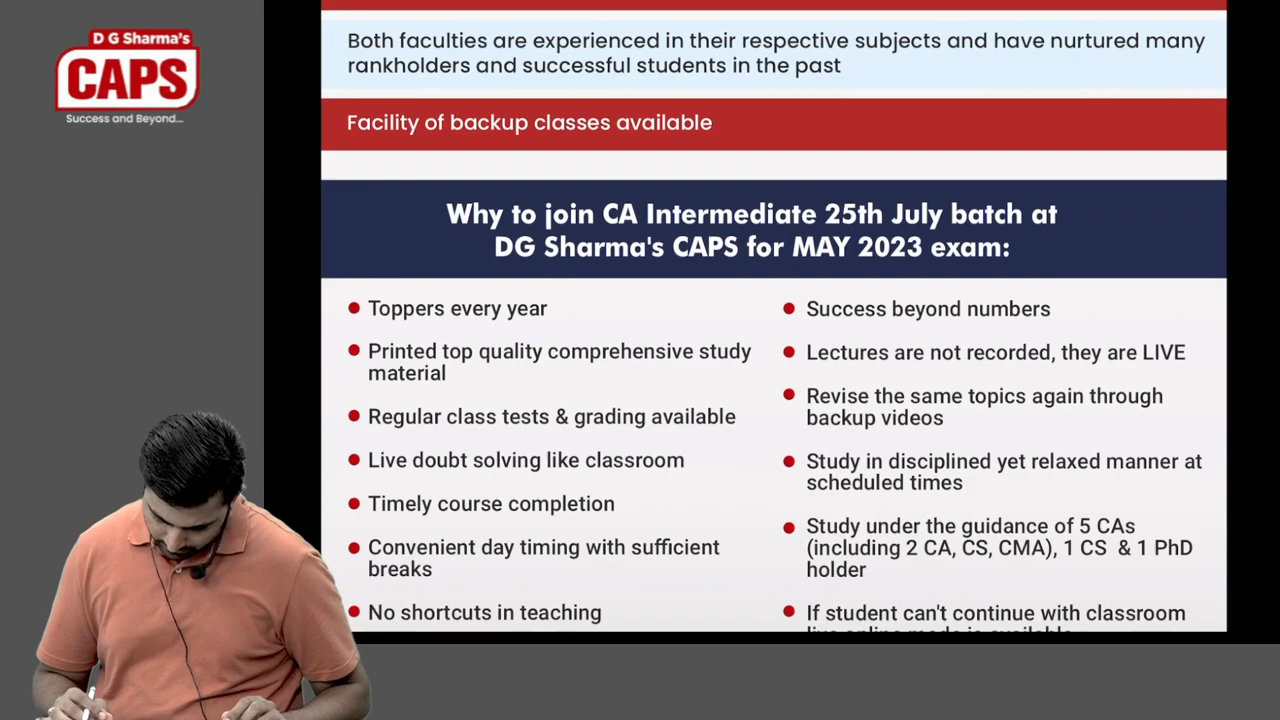 D G Sharma's
CAPS
Success and Beyond...
Both faculties are experienced in their respective subjects and have nurtured many
rankholders and successful students in the past
Facility of backup classes available
Why to join CA Intermediate 25th July batch at
DG Sharma's CAPS for MAY 2023 exam:
Toppers every year
Printed top quality comprehensive study
material
Regular class tests & grading available
Live doubt solving like classroom
Timely course completion
Convenient day timing with sufficient
breaks
No shortcuts in teaching
Success beyond numbers
Lectures are not recorded, they are LIVE
Revise the same topics again through
backup videos
Study in disciplined yet relaxed manner at
scheduled times
Study under the guidance of 5 CAs
(including 2 CA, CS, CMA), 1 CS & 1 PhD
holder
If student can't continue with classroom
live online mode is available